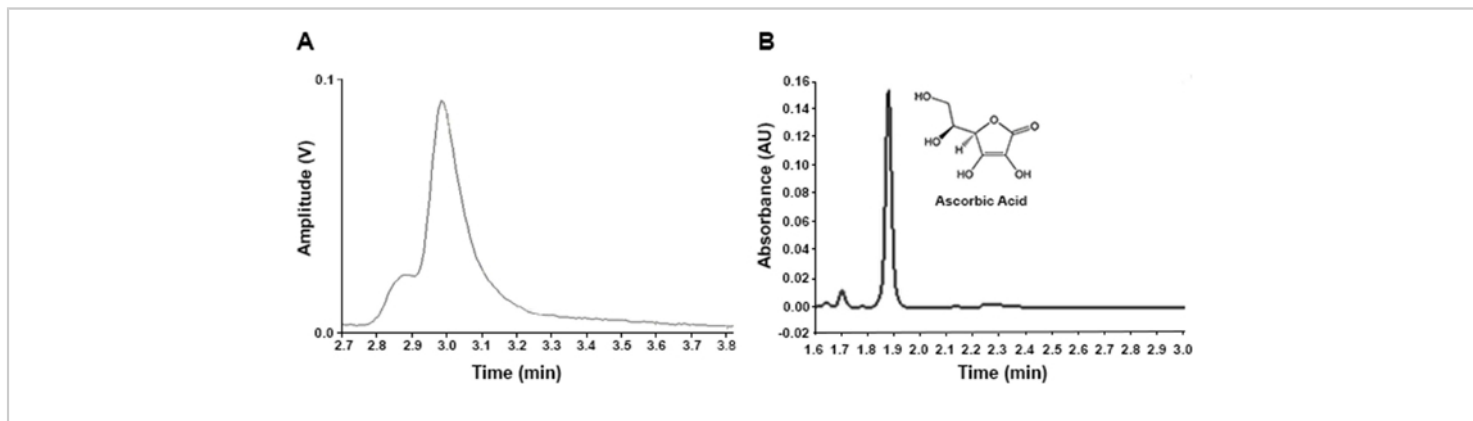 A
0.1
Amplitude (V)
0.0
2.7 2.8 2.9 3.0 3.1 3.2 3.3 3.4 3.5 3.6 3.7 3.8
Time (min)
B
0.16
0.14
0.12
0.10
0.08
0.06
0.04
0.02
0.00
-0.02
Absorbance (AU)
HO
O
O
HO
H
HO
OH
Ascorbic Acid
1.6 1.7 1.8 1.9 2.0 2.1 2.2 2.3 2.4 2.5 2.6 2.7 2.8 2.9 3.0
Time (min)